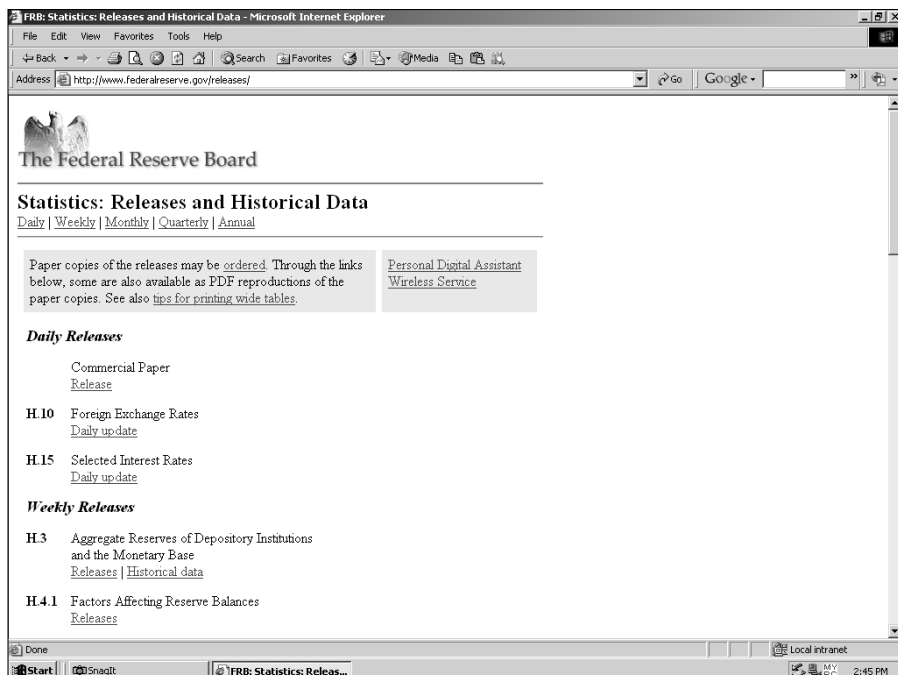 FRB: Statistics: Releases and Historical Data - Microsoft Internet Explorer
File Edit View Favorites Tools Help
Back Search Favorites Media
Address http://www.federalreserve.gov/releases/ Go Google
The Federal Reserve Board
Statistics: Releases and Historical Data
Daily | Weekly | Monthly | Quarterly | Annual
Paper copies of the releases may be ordered. Through the links
below, some are also available as PDF reproductions of the
paper copies. See also tips for printing wide tables.
Personal Digital Assistant
Wireless Service
Daily Releases
Commercial Paper
Release
H.10 Foreign Exchange Rates
Daily update
H.15 Selected Interest Rates
Daily update
Weekly Releases
H.3 Aggregate Reserves of Depository Institutions
and the Monetary Base
Releases | Historical data
H.4.1 Factors Affecting Reserve Balances
Releases
Done Local intranet
Start SnagIt FRB: Statistics: Releas... 2:45 PM